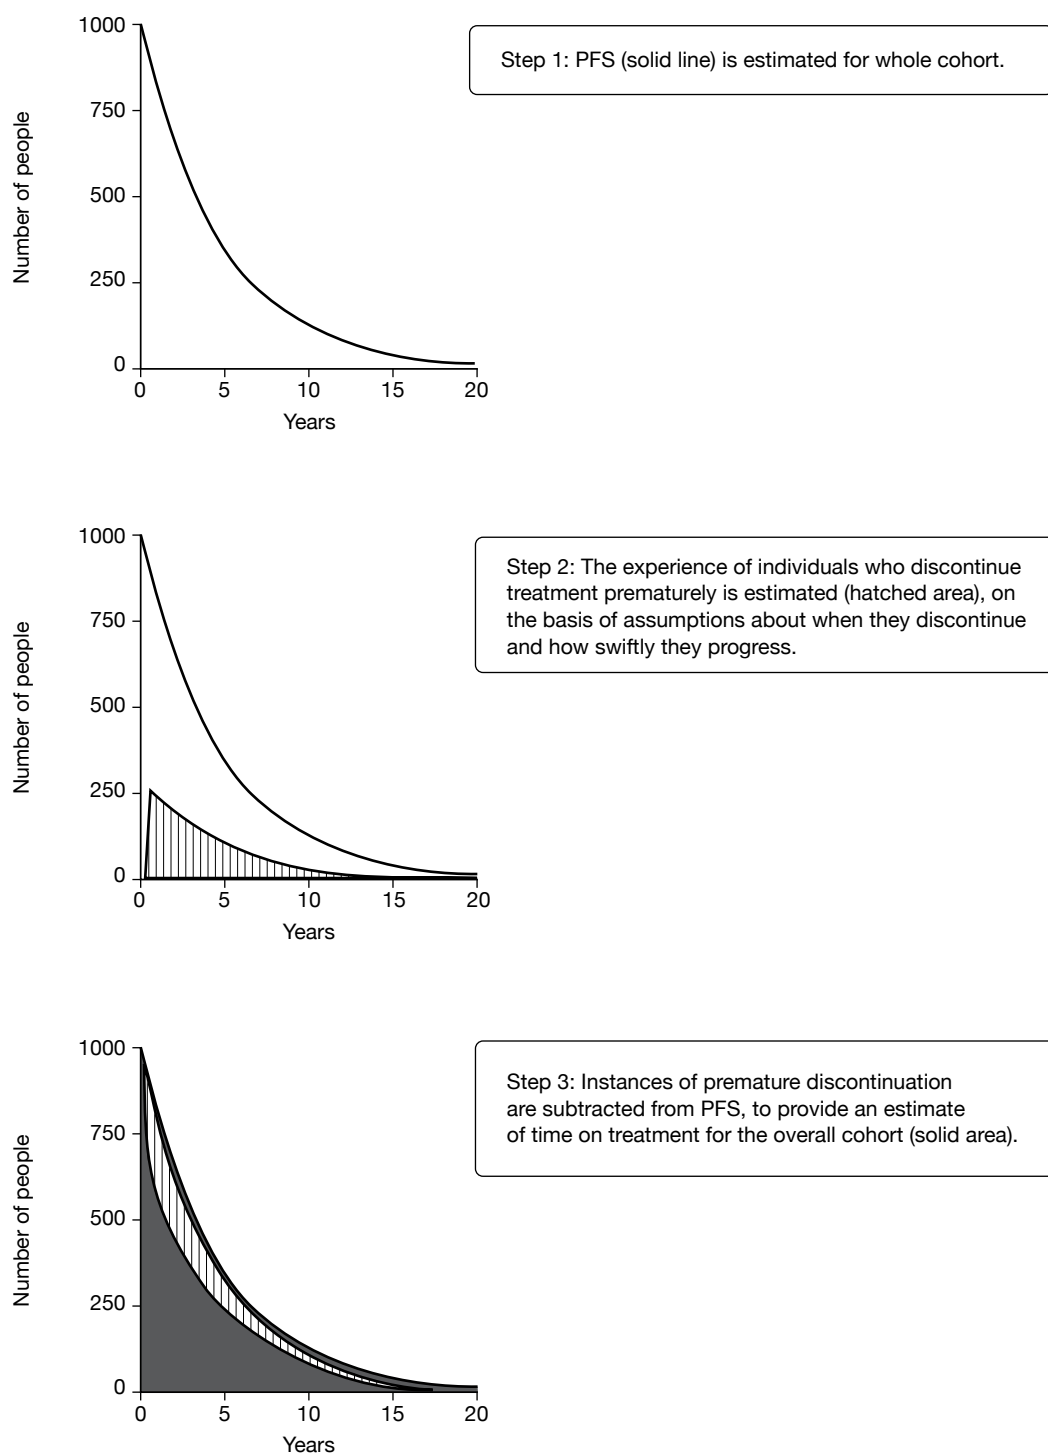 1000
Step 1: PFS (solid line) is estimated for whole cohort.
750
500
250
0
Number of people
0 5 10 15 20
Years
1000
Step 2: The experience of individuals who discontinue
treatment prematurely is estimated (hatched area), on
the basis of assumptions about when they discontinue
and how swiftly they progress.
750
500
250
0
Number of people
0 5 10 15 20
Years
1000
Step 3: Instances of premature discontinuation
are subtracted from PFS, to provide an estimate
of time on treatment for the overall cohort (solid area).
750
500
250
0
Number of people
0 5 10 15 20
Years